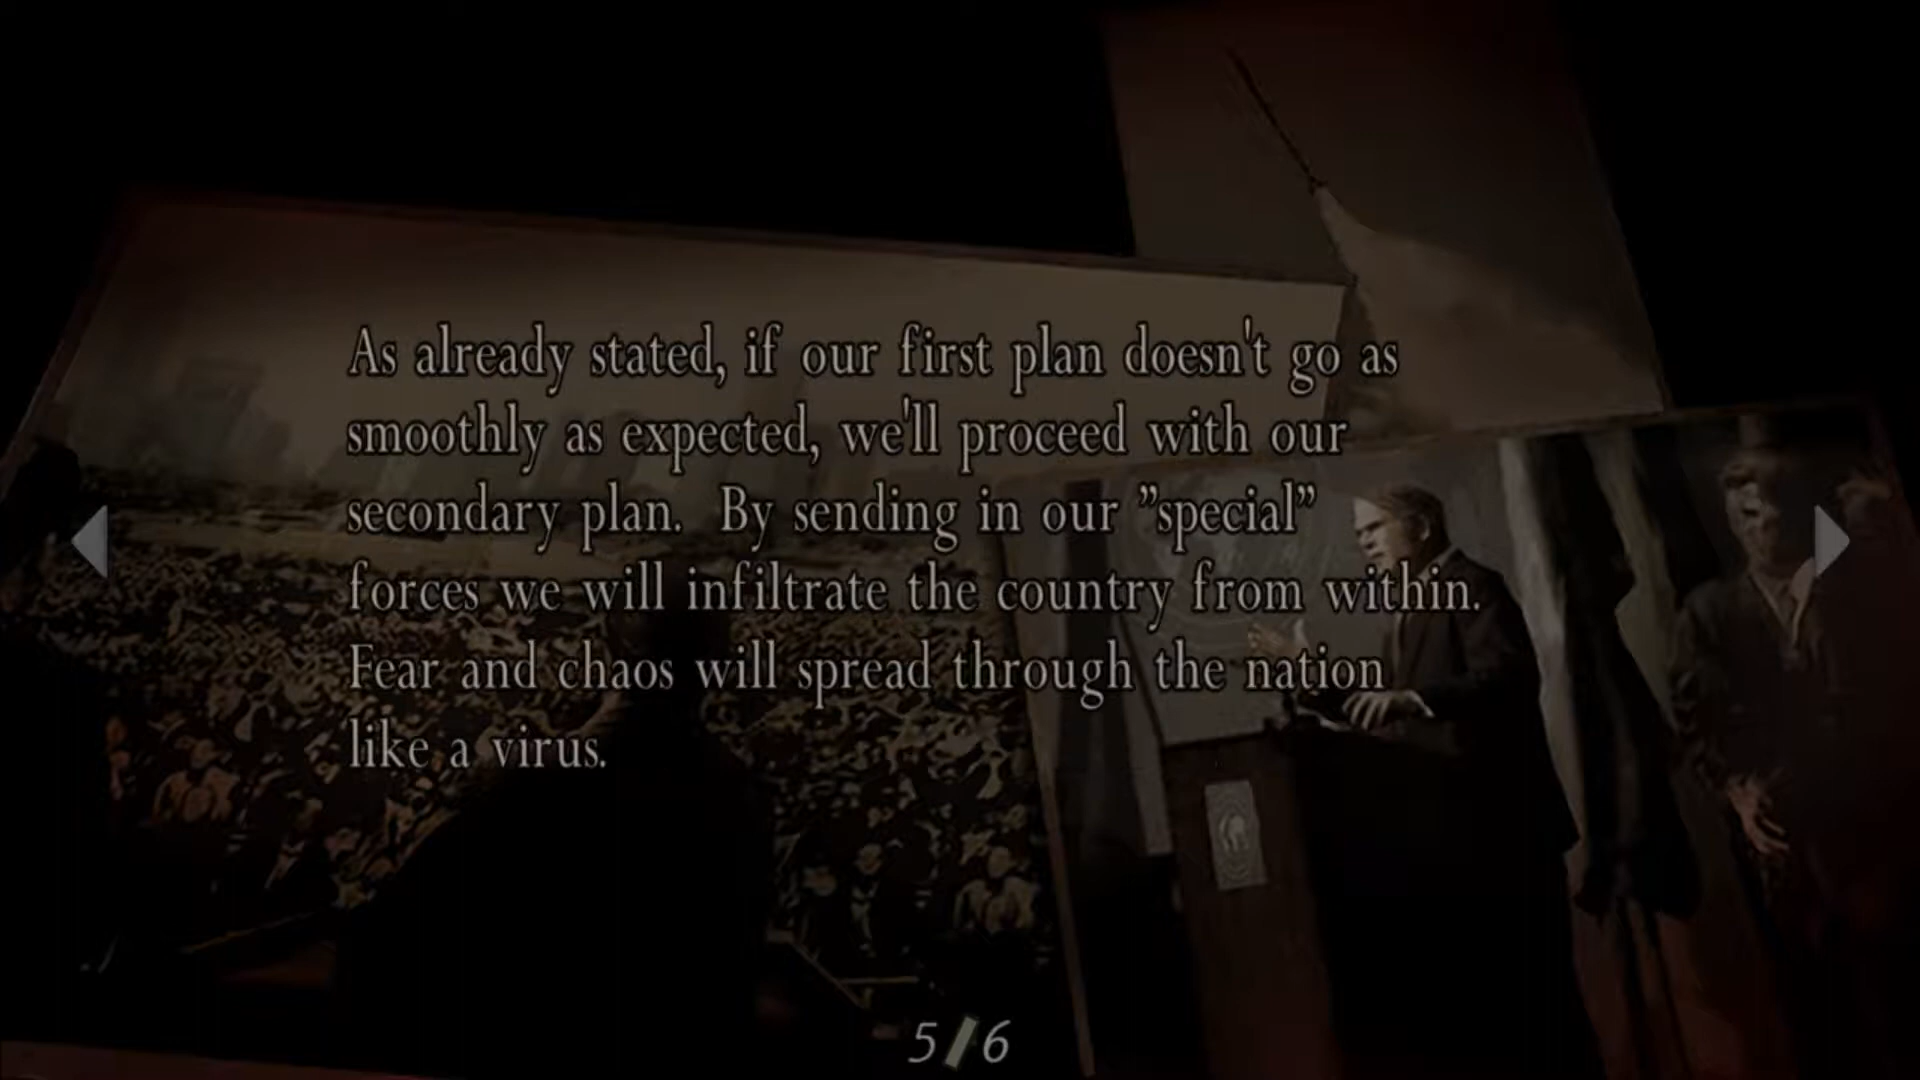 As already stated, if our first plan doesn't go as
smoothly as expected, we'll proceed with our
secondary plan.  By sending in our ”special”
forces we will infiltrate the country from within.
Fear and chaos will spread through the nation
like a virus.
5/6